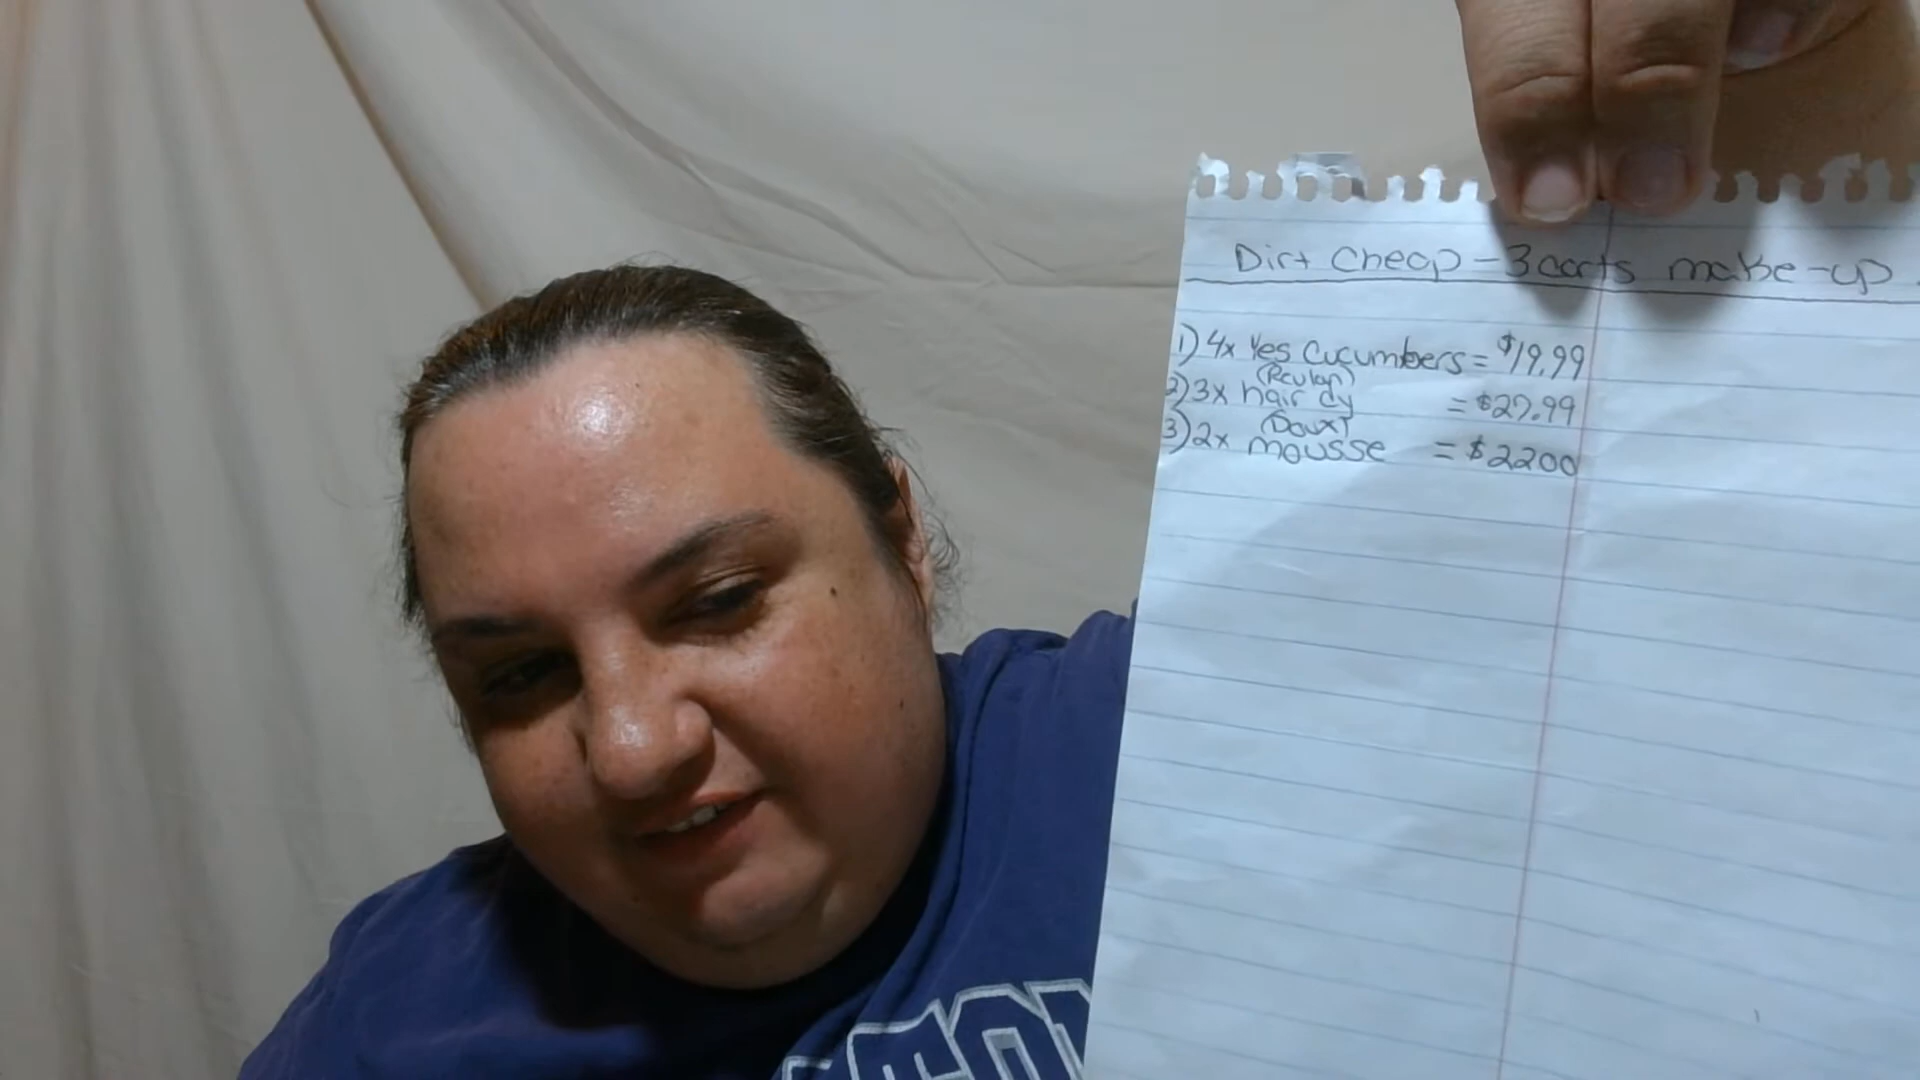 Dirt Cheap - 3 carts make-up
1) 4x Yes Cucumbers = $19.99
(Revlon)
2) 3x hair dy = $27.99
(Doux)
3) 2x mousse = $2200